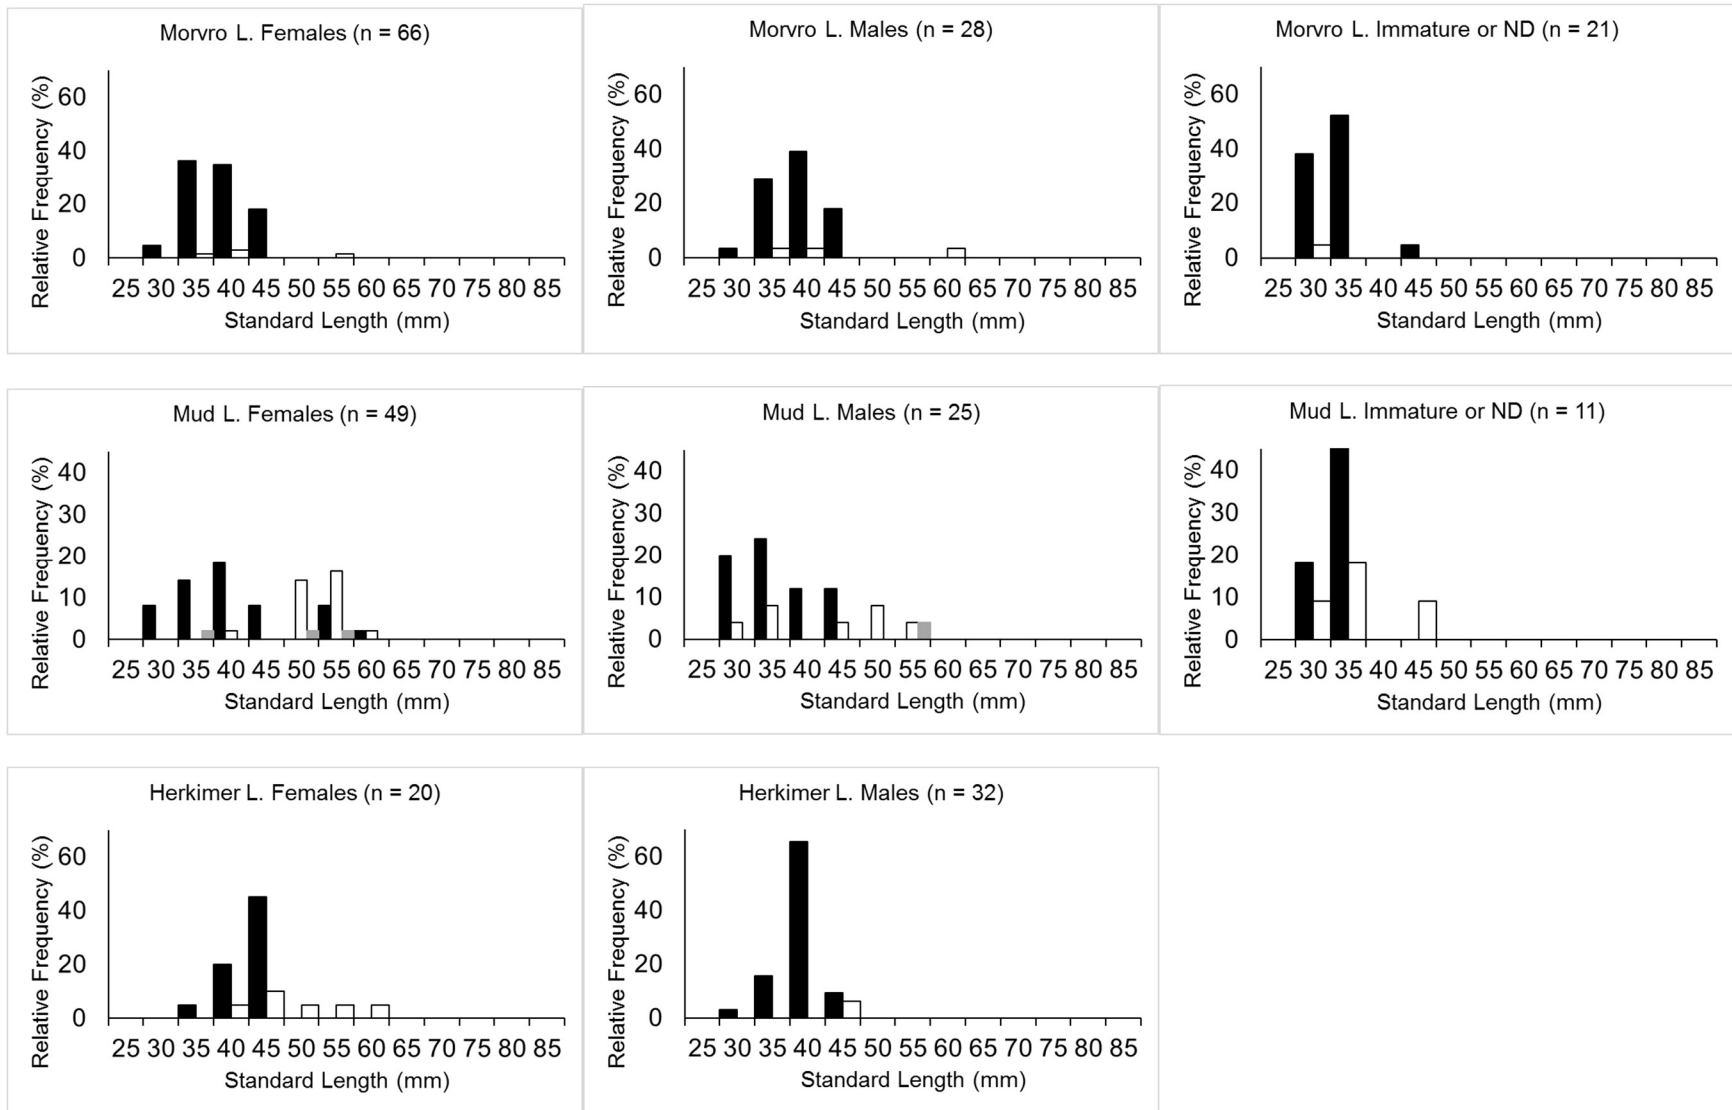 Morvro L. Females (n = 66)
Relative Frequency (%)
60
40
20
0
25 30 35 40 45 50 55 60 65 70 75 80 85
Standard Length (mm)
Morvro L. Males (n = 28)
Relative Frequency (%)
60
40
20
0
25 30 35 40 45 50 55 60 65 70 75 80 85
Standard Length (mm)
Morvro L. Immature or ND (n = 21)
Relative Frequency (%)
60
40
20
0
25 30 35 40 45 50 55 60 65 70 75 80 85
Standard Length (mm)
Mud L. Females (n = 49)
Relative Frequency (%)
40
30
20
10
0
25 30 35 40 45 50 55 60 65 70 75 80 85
Standard Length (mm)
Mud L. Males (n = 25)
Relative Frequency (%)
40
30
20
10
0
25 30 35 40 45 50 55 60 65 70 75 80 85
Standard Length (mm)
Mud L. Immature or ND (n = 11)
Relative Frequency (%)
40
30
20
10
0
25 30 35 40 45 50 55 60 65 70 75 80 85
Standard Length (mm)
Herkimer L. Females (n = 20)
Relative Frequency (%)
60
40
20
0
25 30 35 40 45 50 55 60 65 70 75 80 85
Standard Length (mm)
Herkimer L. Males (n = 32)
Relative Frequency (%)
60
40
20
0
25 30 35 40 45 50 55 60 65 70 75 80 85
Standard Length (mm)